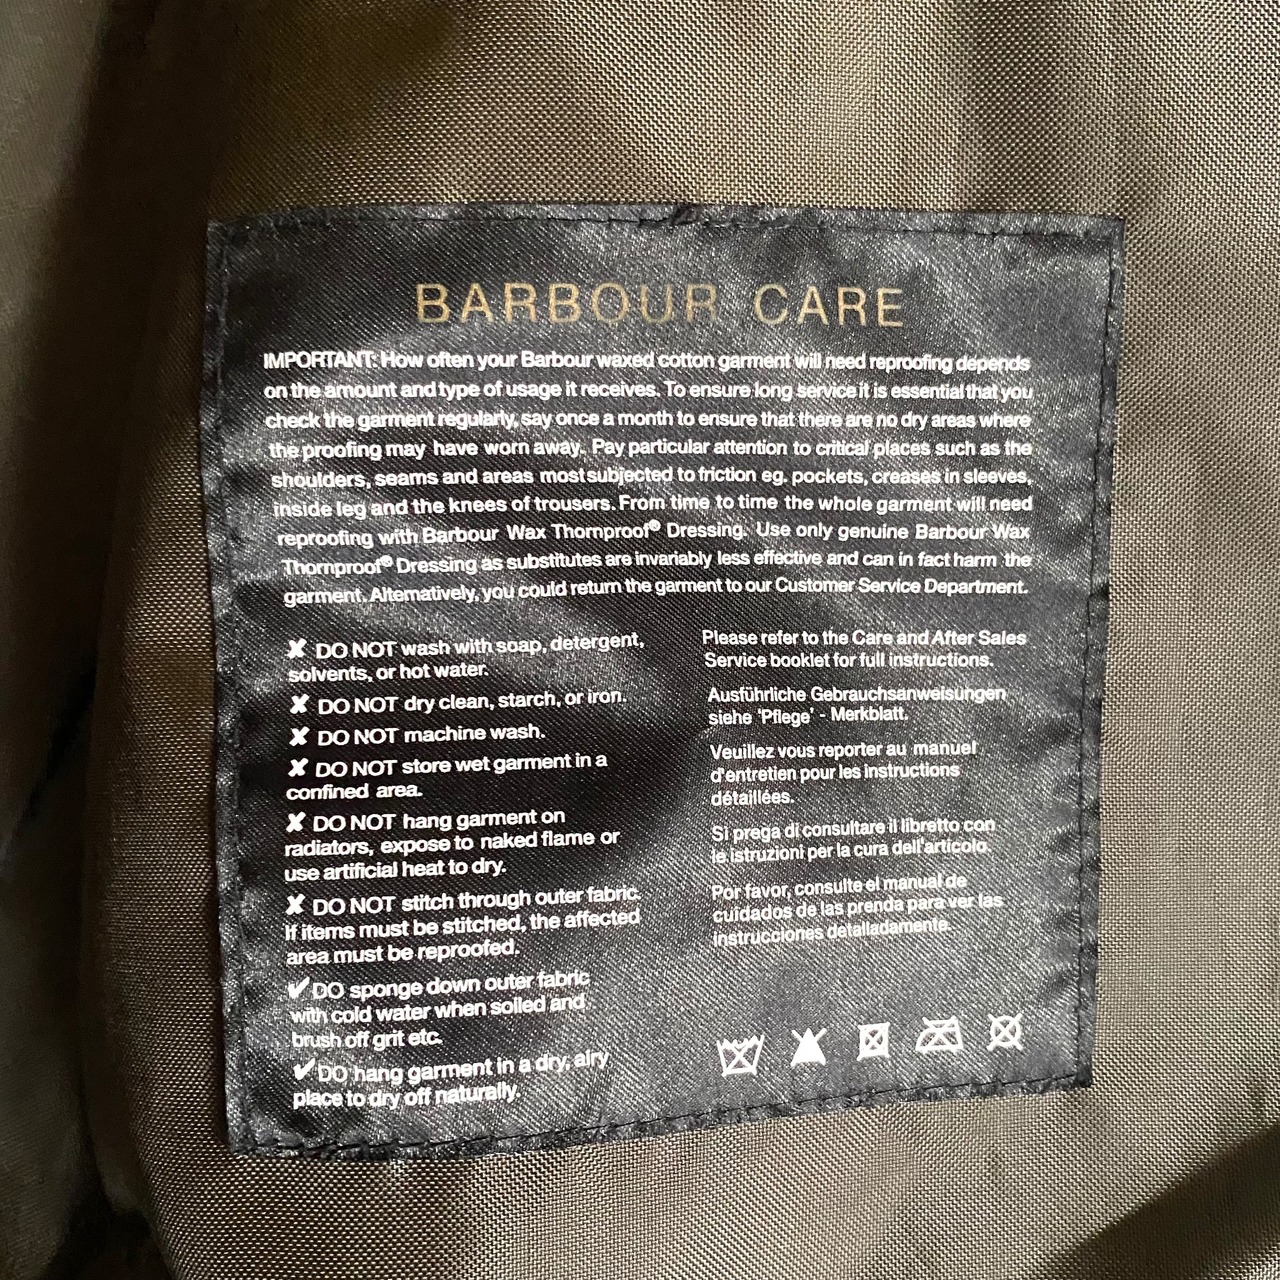 BARBOUR CARE
IMPORTANT: How often your Barbour waxed cotton garment will need reproofing depends
on the amount and type of usage it receives. To ensure long service it is essential that you
check the garment regularly, say once a month to ensure that there are no dry areas where
the proofing may have worn away. Pay particular attention to critical places such as the
shoulders, seams and areas most subjected to friction eg. pockets, creases in sleeves,
inside leg and the knees of trousers. From time to time the whole garment will need
reproofing with Barbour Wax Thornproof® Dressing. Use only genuine Barbour Wax
Thornproof® Dressing as substitutes are invariably less effective and can in fact harm the
garment. Alternatively, you could return the garment to our Customer Service Department.
✘ DO NOT wash with soap, detergent,
solvents, or hot water.
✘ DO NOT dry clean, starch, or iron.
✘ DO NOT machine wash.
✘ DO NOT store wet garment in a
confined area.
✘ DO NOT hang garment on
radiators, expose to naked flame or
use artificial heat to dry.
✘ DO NOT stitch through outer fabric.
If items must be stitched, the affected
area must be reproofed.
✔ DO sponge down outer fabric
with cold water when soiled and
brush off grit etc.
✔ DO hang garment in a dry, airy
place to dry off naturally.
Please refer to the Care and After Sales
Service booklet for full instructions.
Ausführliche Gebrauchsanweisungen
siehe 'Pflege' - Merkblatt.
Veuillez vous reporter au manuel
d'entretien pour les instructions
détaillées.
Si prega di consultare il libretto con
le istruzioni per la cura dell'articolo.
Por favor, consulte el manual de
cuidados de las prenda para ver las
instrucciones detalladamente.